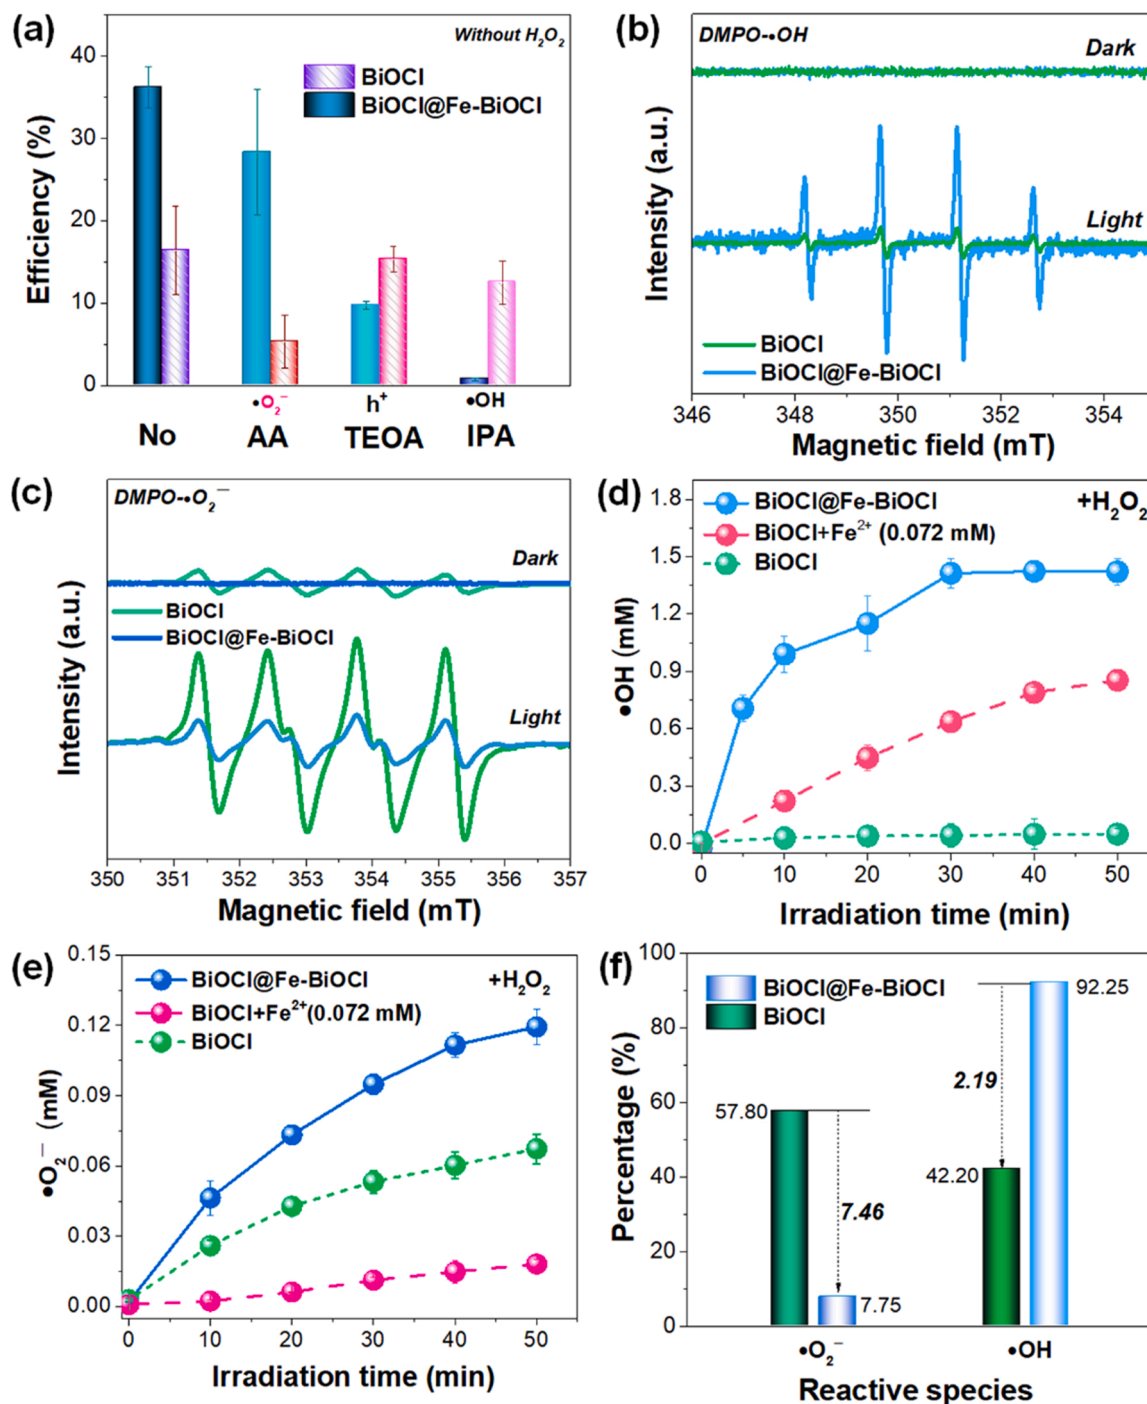 (a)
Without H₂O₂
BiOCl
BiOCl@Fe-BiOCl
Efficiency (%)
40
30
20
10
0
•O₂⁻
h⁺
•OH
No
AA
TEOA
IPA
(b)
DMPO-•OH
Dark
Light
BiOCl
BiOCl@Fe-BiOCl
Intensity (a.u.)
346
348
350
352
354
Magnetic field (mT)
(c)
DMPO-•O₂⁻
Dark
BiOCl
BiOCl@Fe-BiOCl
Light
Intensity (a.u.)
350
351
352
353
354
355
356
357
Magnetic field (mT)
(d)
BiOCl@Fe-BiOCl
+H₂O₂
BiOCl+Fe²⁺ (0.072 mM)
BiOCl
•OH (mM)
1.8
1.5
1.2
0.9
0.6
0.3
0.0
0
10
20
30
40
50
Irradiation time (min)
(e)
BiOCl@Fe-BiOCl
+H₂O₂
BiOCl+Fe²⁺(0.072 mM)
BiOCl
•O₂⁻ (mM)
0.15
0.12
0.09
0.06
0.03
0.00
0
10
20
30
40
50
Irradiation time (min)
(f)
BiOCl@Fe-BiOCl
BiOCl
92.25
2.19
57.80
42.20
7.46
7.75
Percentage (%)
100
80
60
40
20
0
•O₂⁻
•OH
Reactive species